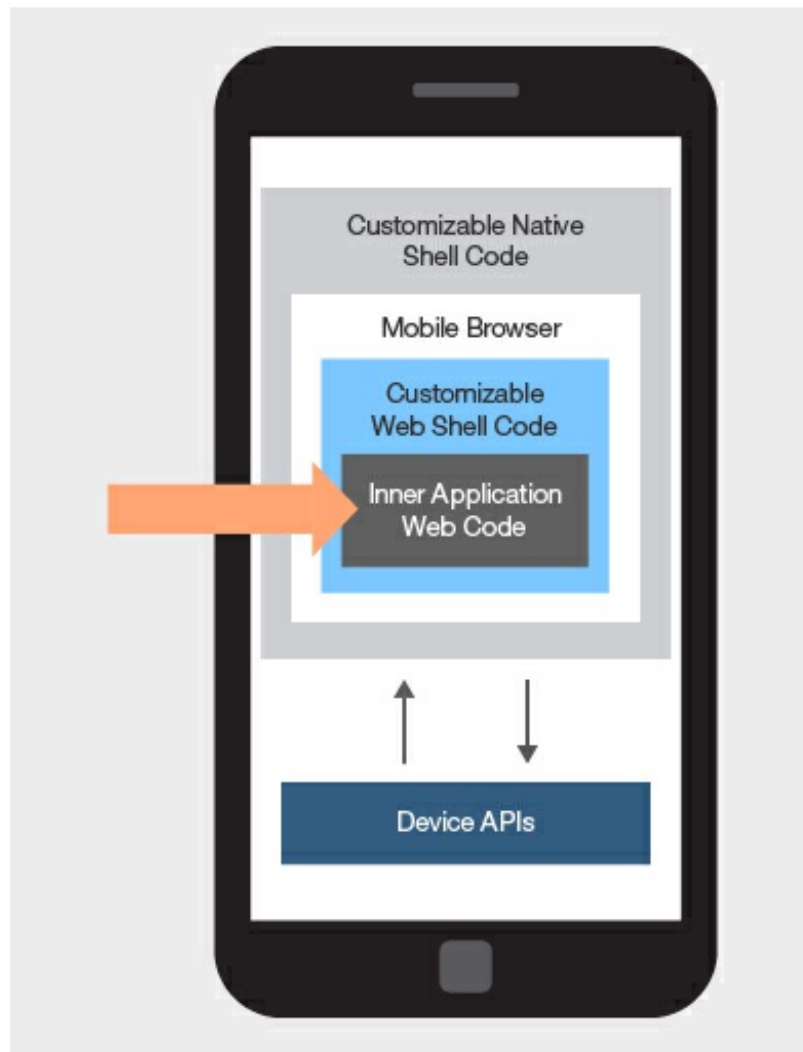 Customizable Native
Shell Code
Mobile Browser
Customizable
Web Shell Code
Inner Application
Web Code
Device APIs